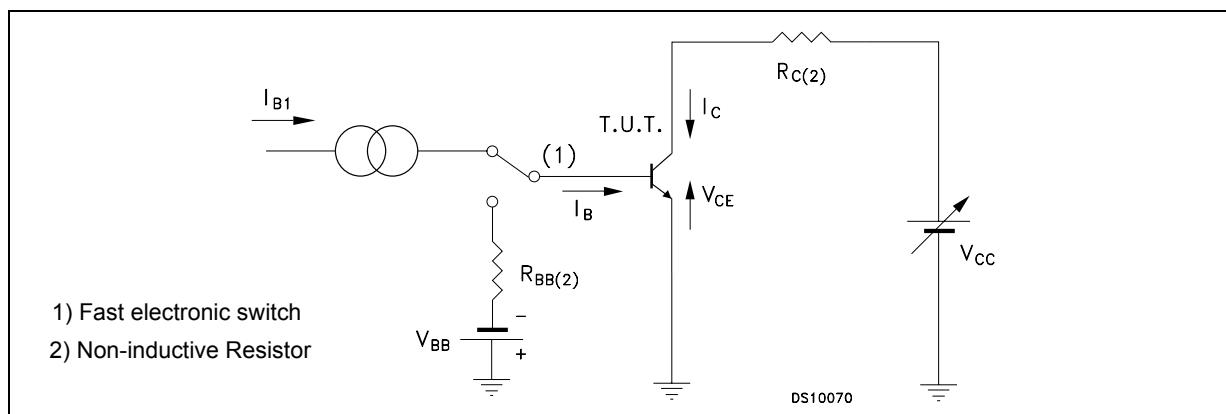 R_C(2)
I_B1
I_C
T.U.T.
(1)
V_CE
I_B
V_CC
R_BB(2)
1) Fast electronic switch
–
V_BB
2) Non-inductive Resistor
+
DS10070